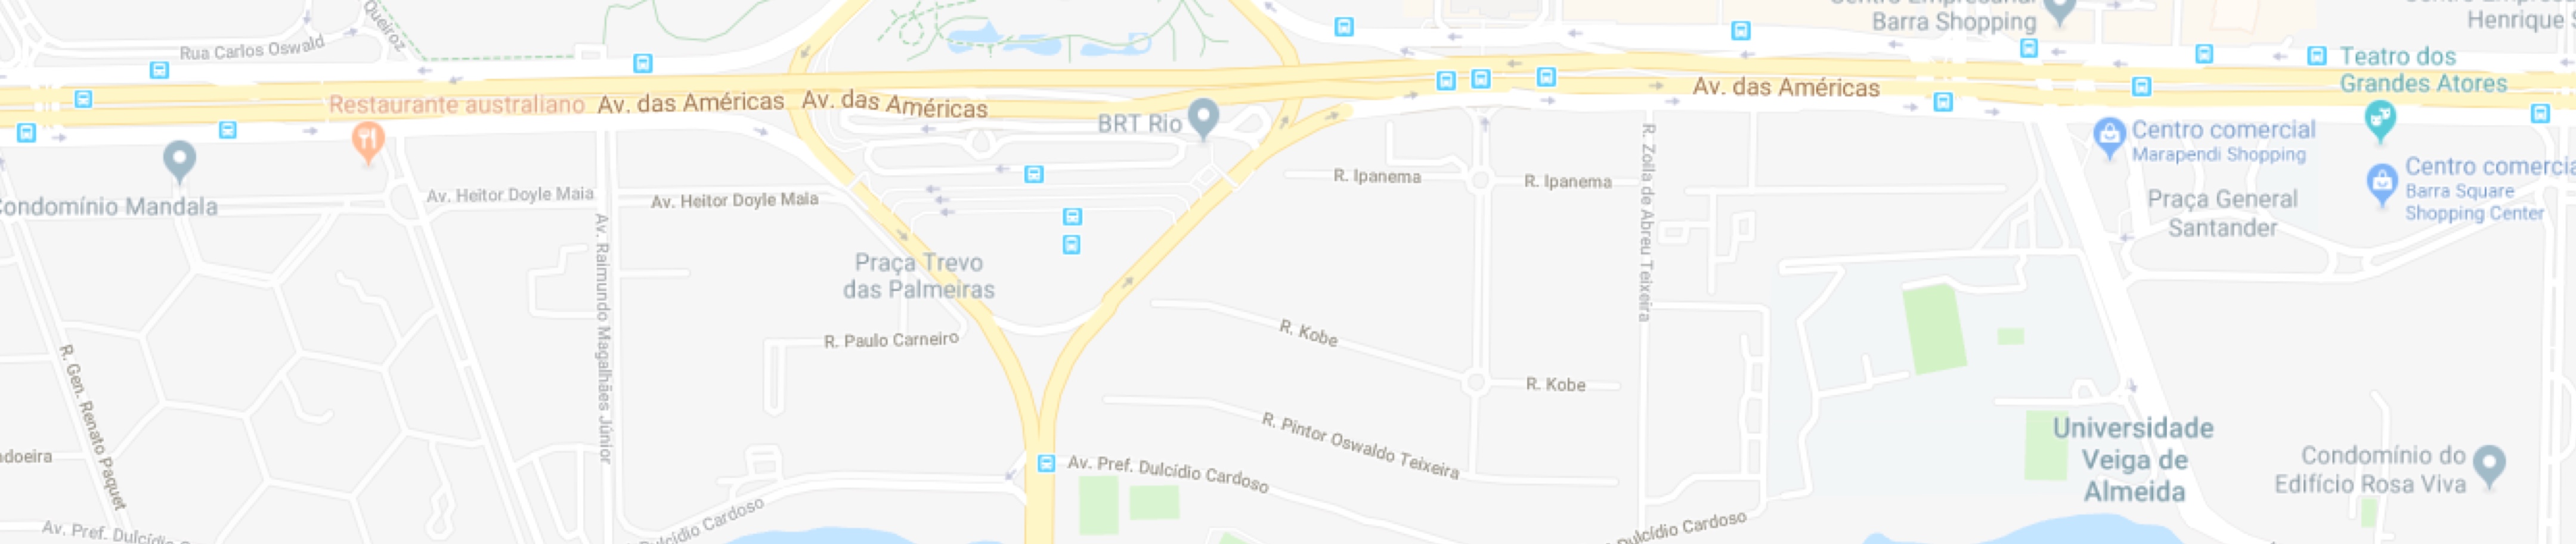 Queiroz
Rua Carlos Oswald
Barra Shopping
Henrique
Teatro dos
Grandes Atores
Restaurante australiano
Av. das Américas
Av. das Américas
Av. das Américas
BRT Rio
Centro comercial
Marapendi Shopping
Barra Square
Shopping Center
Praça General
Santander
Condomínio Mandala
Av. Heitor Doyle Maia
Av. Heitor Doyle Maia
R. Ipanema
R. Ipanema
R. Zolla de Abreu Teixeira
Av. Raimundo Magalhães Júnior
Praça Trevo
das Palmeiras
R. Paulo Carneiro
R. Kobe
R. Kobe
R. Gen. Renato Paquet
R. Pintor Oswaldo Teixeira
Av. Pref. Dulcídio Cardoso
Universidade
Veiga de
Almeida
Condomínio do
Edifício Rosa Viva
Av. Pref.
Cardoso
Dulcídio Cardoso